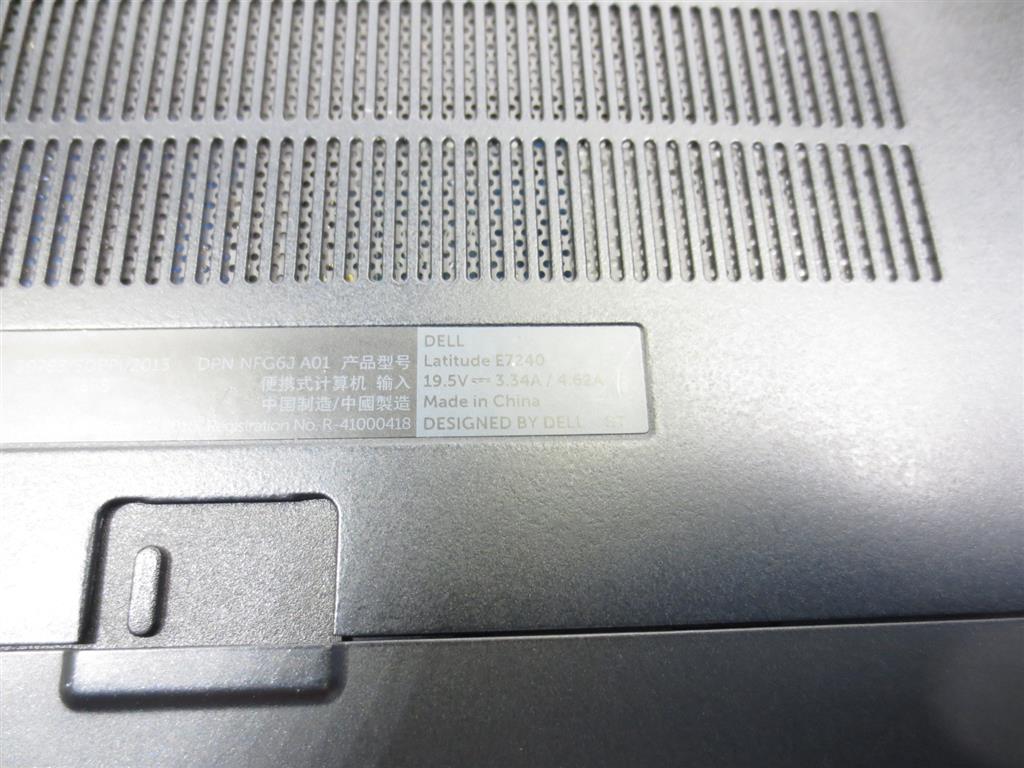 DELL
Latitude E7240
19.5V⎓3.34A / 4.62A
Made in China
DESIGNED BY DELL
/2013 DPN NFG6J A01 产品型号
便携式计算机 输入
中国制造/中國製造
Registration No. R-41000418